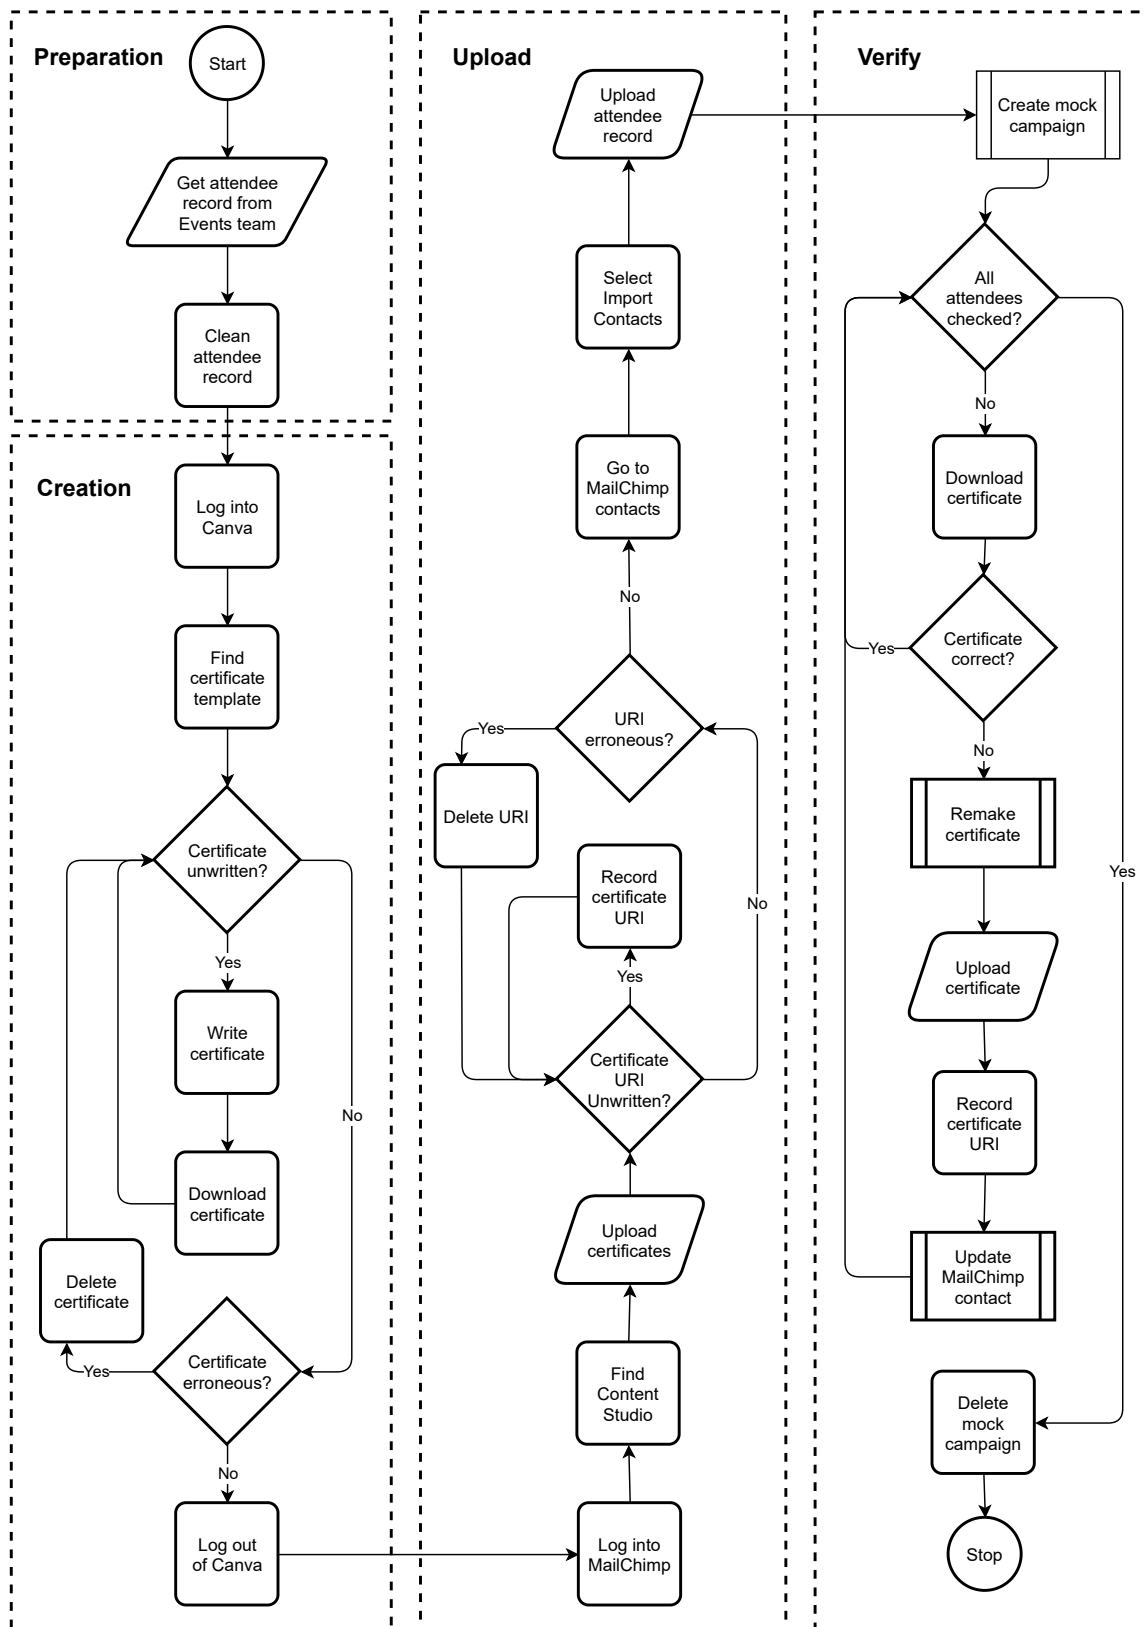 Preparation
Start
Get attendee
record from
Events team
Clean
attendee
record
Creation
Log into
Canva
Find
certificate
template
Certificate
unwritten?
Yes
Write
certificate
No
Download
certificate
Delete
certificate
Certificate
erroneous?
Yes
No
Log out
of Canva
Upload
Upload
attendee
record
Select
Import
Contacts
Go to
MailChimp
contacts
No
URI
erroneous?
Yes
Delete URI
Record
certificate
URI
No
Yes
Certificate
URI
Unwritten?
Upload
certificates
Find
Content
Studio
Log into
MailChimp
Verify
Create mock
campaign
All
attendees
checked?
No
Download
certificate
Certificate
correct?
Yes
No
Remake
certificate
Yes
Upload
certificate
Record
certificate
URI
Update
MailChimp
contact
Delete
mock
campaign
Stop